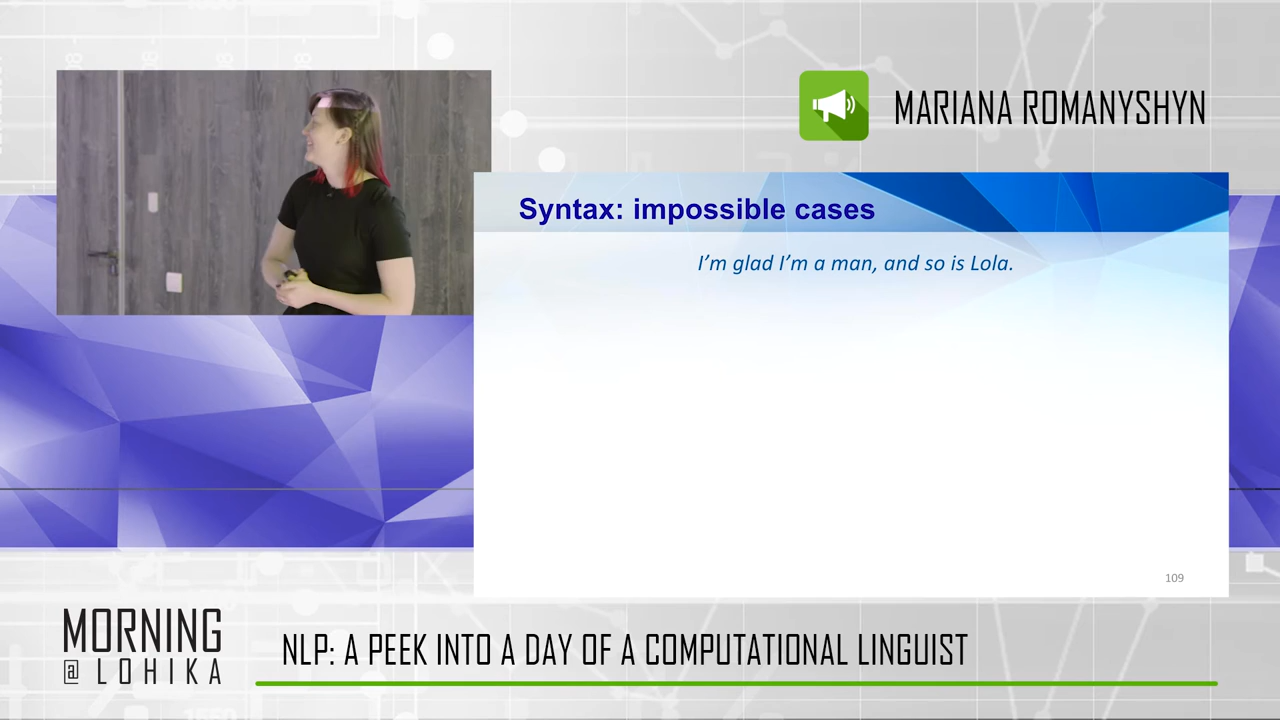 MARIANA ROMANYSHYN
Syntax: impossible cases
I’m glad I’m a man, and so is Lola.
109
MORNING
@ LOHIKA
NLP: A PEEK INTO A DAY OF A COMPUTATIONAL LINGUIST